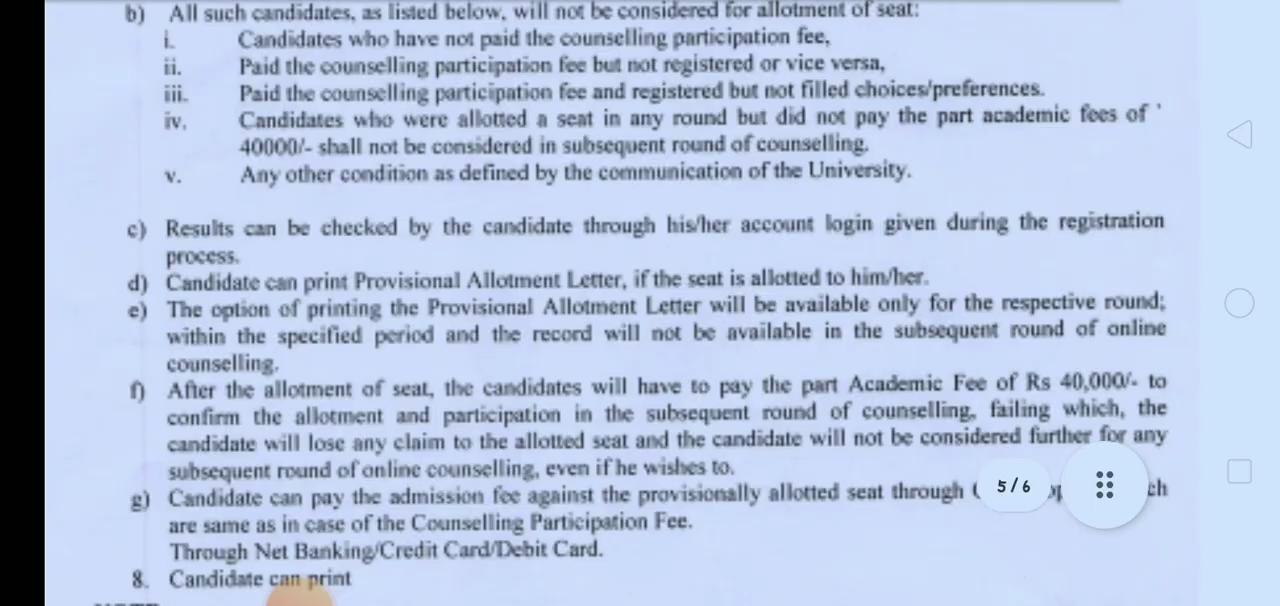 b) All such candidates, as listed below, will not be considered for allotment of seat:
i. Candidates who have not paid the counselling participation fee,
ii. Paid the counselling participation fee but not registered or vice versa,
iii. Paid the counselling participation fee and registered but not filled choices/preferences.
iv. Candidates who were allotted a seat in any round but did not pay the part academic fees of '
40000/- shall not be considered in subsequent round of counselling.
v. Any other condition as defined by the communication of the University.
c) Results can be checked by the candidate through his/her account login given during the registration
process.
d) Candidate can print Provisional Allotment Letter, if the seat is allotted to him/her.
e) The option of printing the Provisional Allotment Letter will be available only for the respective round;
within the specified period and the record will not be available in the subsequent round of online
counselling.
f) After the allotment of seat, the candidates will have to pay the part Academic Fee of Rs 40,000/- to
confirm the allotment and participation in the subsequent round of counselling, failing which, the
candidate will lose any claim to the allotted seat and the candidate will not be considered further for any
subsequent round of online counselling, even if he wishes to.
g) Candidate can pay the admission fee against the provisionally allotted seat through
5/6
are same as in case of the Counselling Participation Fee.
Through Net Banking/Credit Card/Debit Card.
8. Candidate can print